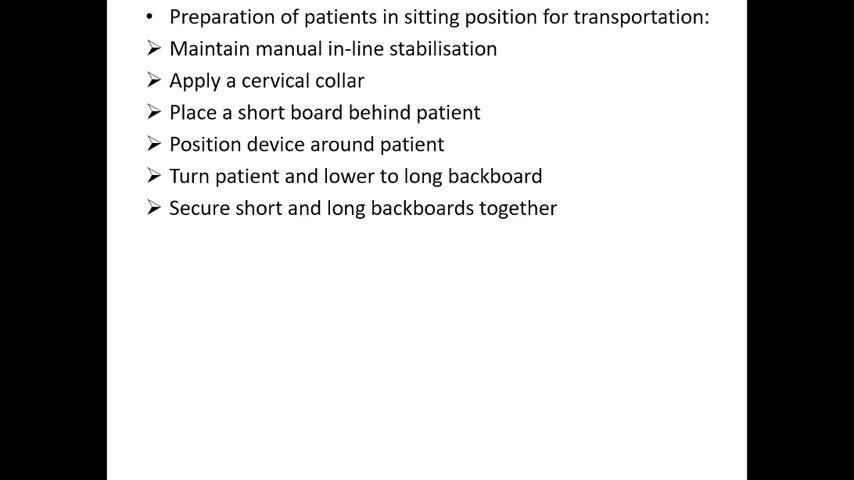 • Preparation of patients in sitting position for transportation:
➢ Maintain manual in-line stabilisation
➢ Apply a cervical collar
➢ Place a short board behind patient
➢ Position device around patient
➢ Turn patient and lower to long backboard
➢ Secure short and long backboards together